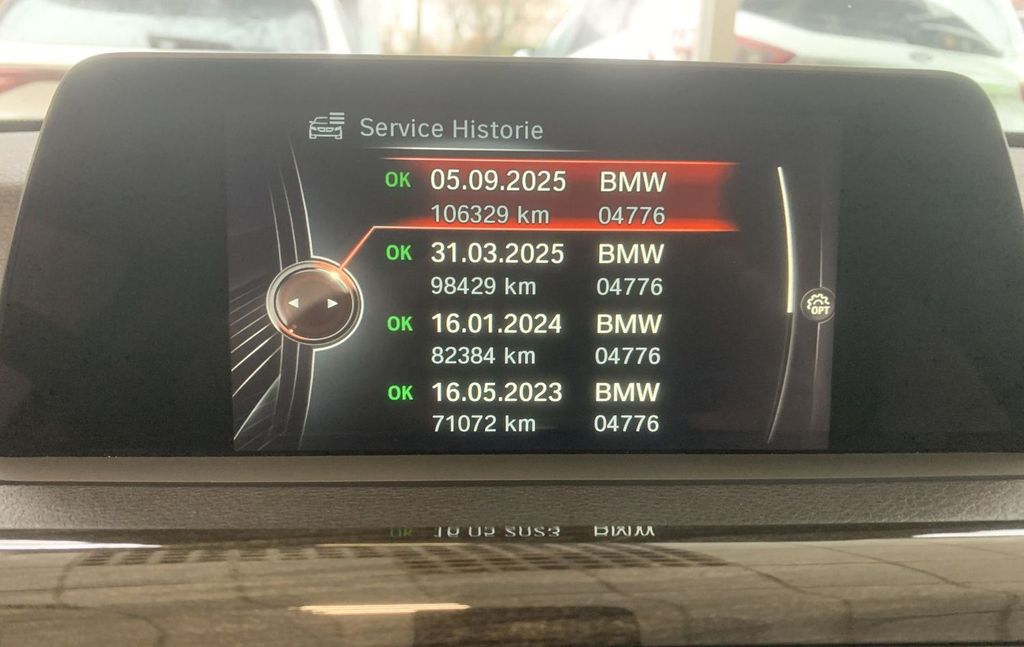 Service Historie
OK 05.09.2025 BMW
106329 km 04776
OK 31.03.2025 BMW
98429 km 04776
OK 16.01.2024 BMW
82384 km 04776
OK 16.05.2023 BMW
71072 km 04776
OPT